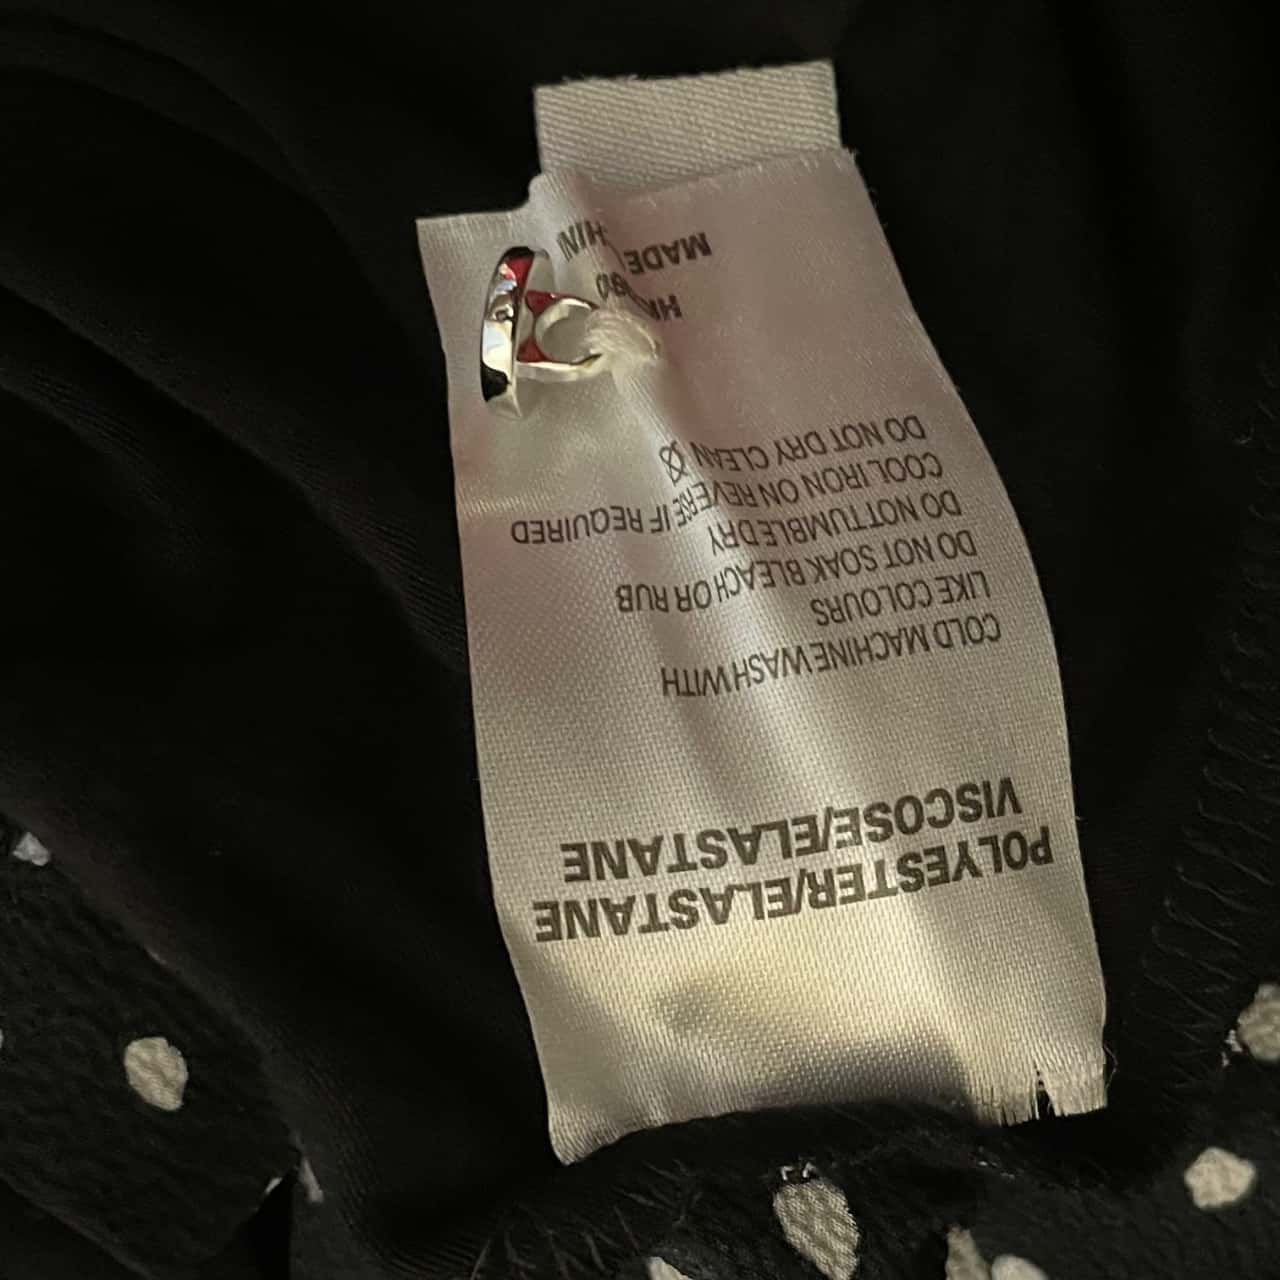 POLYESTER/ELASTANE
VISCOSE/ELASTANE
COLD MACHINE WASH WITH
LIKE COLOURS
DO NOT SOAK BLEACH OR RUB
DO NOT TUMBLE DRY
COOL IRON ON REVERSE IF REQUIRED
DO NOT DRY CLEAN
MADE